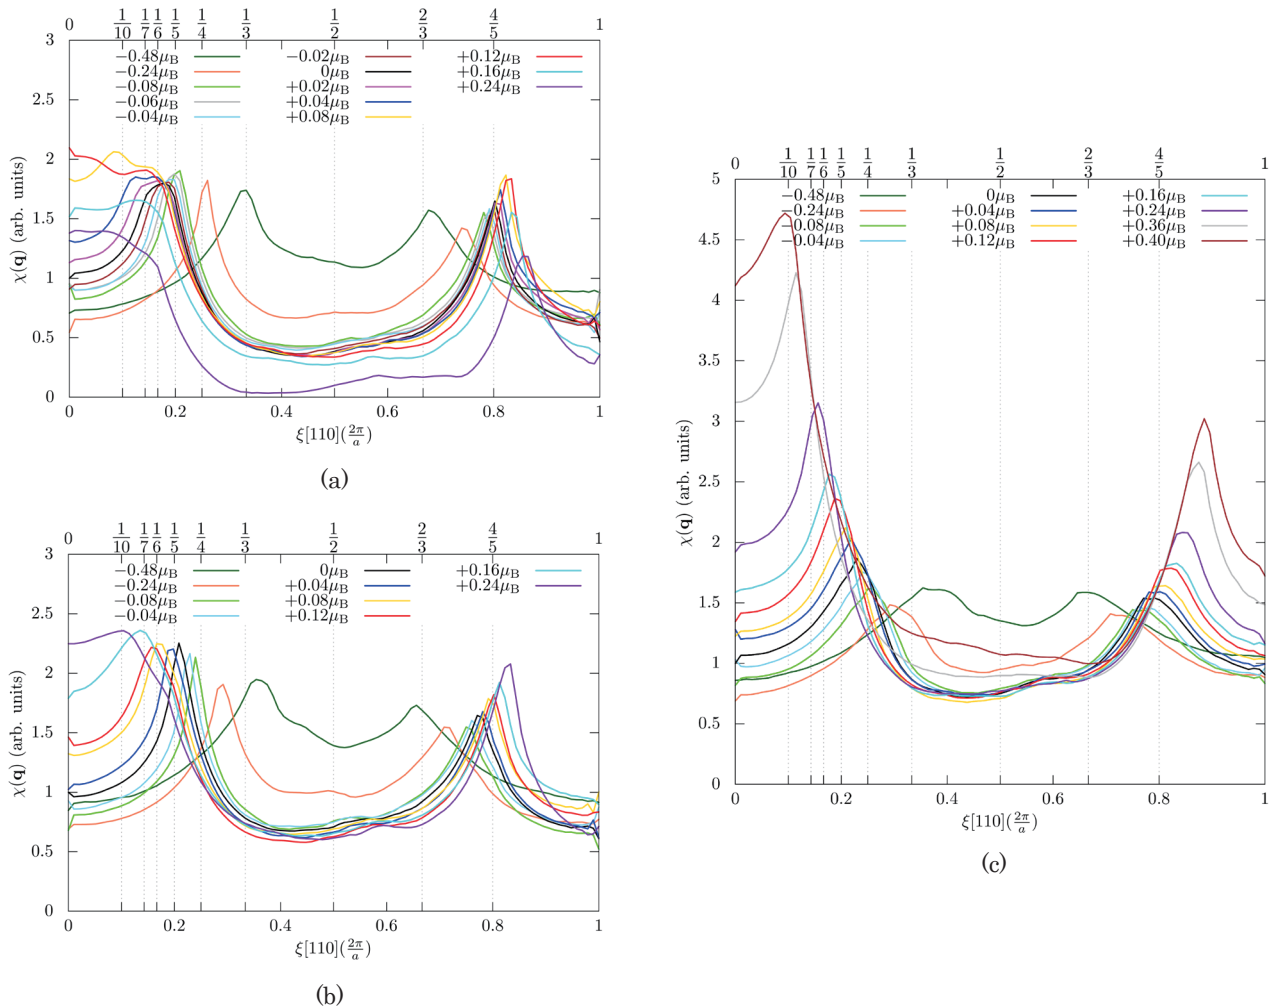 0 1/10 1/7 1/6 1/5 1/4 1/3 1/2 2/3 4/5 1
3
2.5
2
1.5
1
0.5
0
χ(q) (arb. units)
−0.48μB −0.02μB +0.12μB
−0.24μB 0μB +0.16μB
−0.08μB +0.02μB +0.24μB
−0.06μB +0.04μB
−0.04μB +0.08μB
0 0.2 0.4 0.6 0.8 1
ξ[110](2π/a)
(a)
0 1/10 1/7 1/6 1/5 1/4 1/3 1/2 2/3 4/5 1
3
2.5
2
1.5
1
0.5
0
χ(q) (arb. units)
−0.48μB 0μB +0.16μB
−0.24μB +0.04μB +0.24μB
−0.08μB +0.08μB
−0.04μB +0.12μB
0 0.2 0.4 0.6 0.8 1
ξ[110](2π/a)
(b)
0 1/10 1/7 1/6 1/5 1/4 1/3 1/2 2/3 4/5 1
5
4.5
4
3.5
3
2.5
2
1.5
1
0.5
0
χ(q) (arb. units)
−0.48μB 0μB +0.16μB
−0.24μB +0.04μB +0.24μB
−0.08μB +0.08μB +0.36μB
−0.04μB +0.12μB +0.40μB
0 0.2 0.4 0.6 0.8 1
ξ[110](2π/a)
(c)